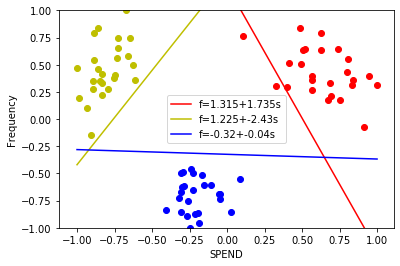 1.00
0.75
0.50
0.25
0.00
-0.25
-0.50
-0.75
-1.00
Frequency
f=1.315+1.735s
f=1.225+-2.43s
f=-0.32+-0.04s
-1.00 -0.75 -0.50 -0.25 0.00 0.25 0.50 0.75 1.00
SPEND